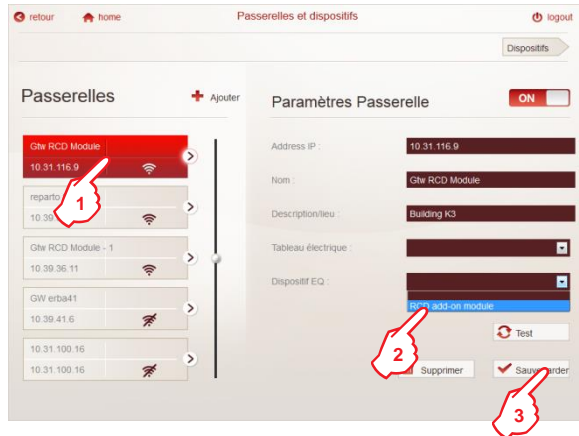 retour home Passerelles et dispositifs logout
Dispositifs
Passerelles Ajouter
Gtw RCD Module
10.31.116.9
1
reparto
10.39.
Gtw RCD Module - 1
10.39.36.11
GW erba41
10.39.41.6
10.31.100.16
10.31.100.16
Paramètres Passerelle ON
Address IP : 10.31.116.9
Nom : Gtw RCD Module
Description/lieu : Building K3
Tableau électrique :
Dispositif EQ :
RCD add-on module
2
Test
Supprimer Sauvegarder
3